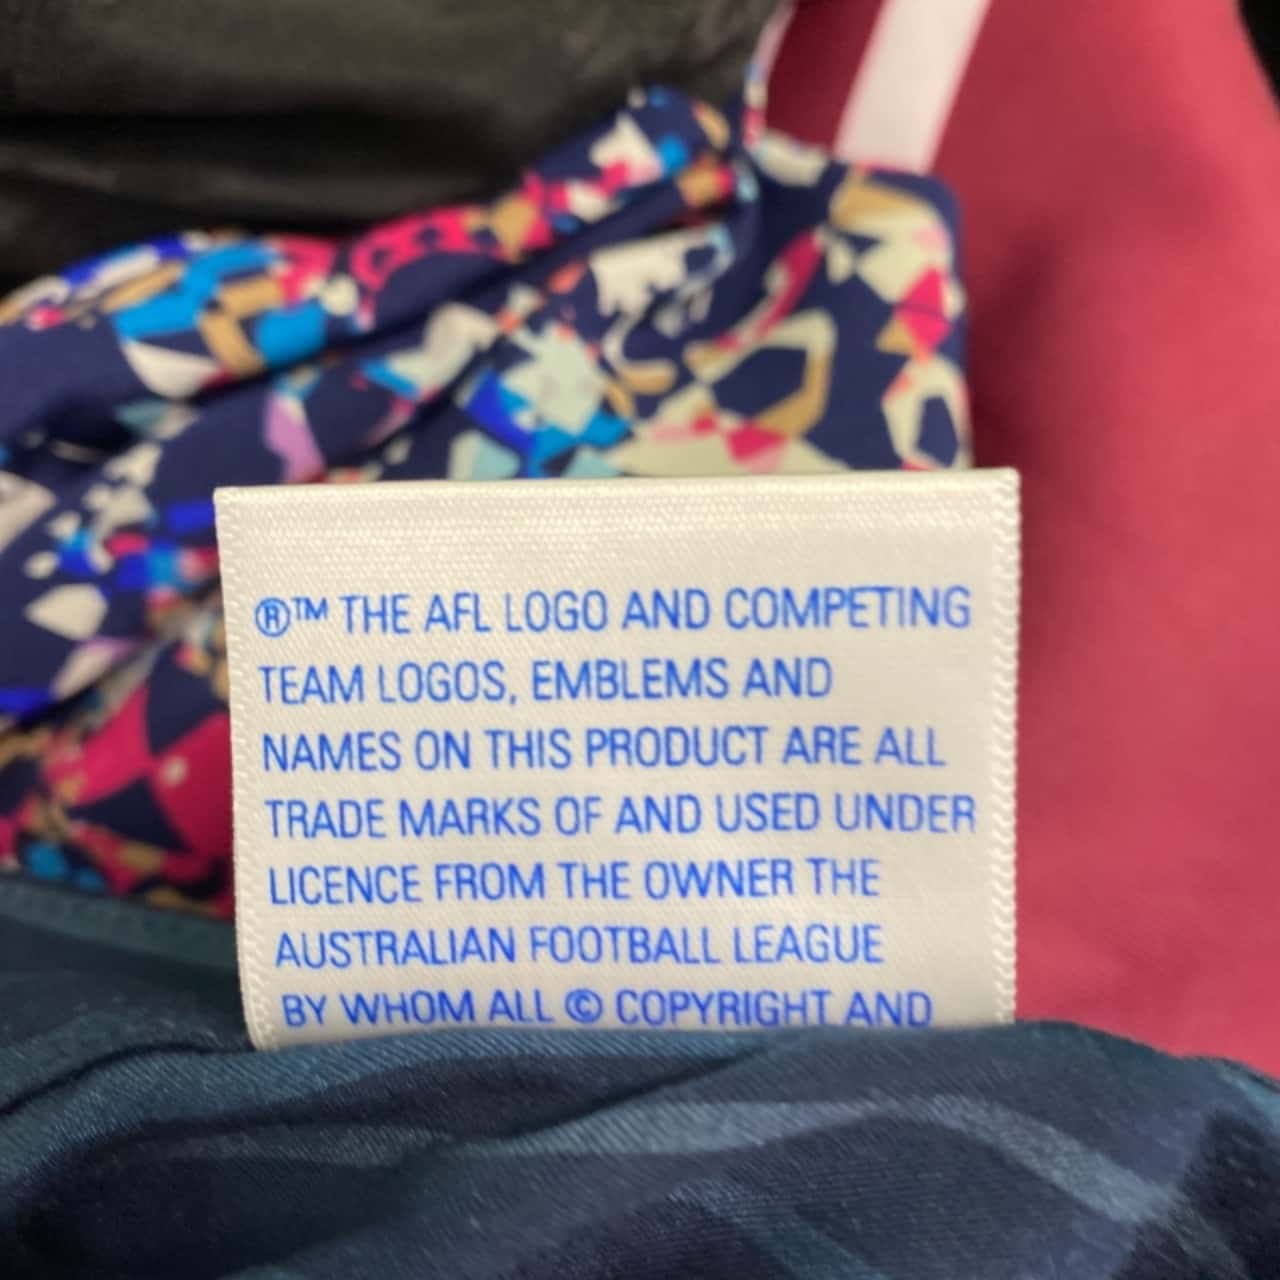 ®™ THE AFL LOGO AND COMPETING
TEAM LOGOS, EMBLEMS AND
NAMES ON THIS PRODUCT ARE ALL
TRADE MARKS OF AND USED UNDER
LICENCE FROM THE OWNER THE
AUSTRALIAN FOOTBALL LEAGUE
BY WHOM ALL © COPYRIGHT AND